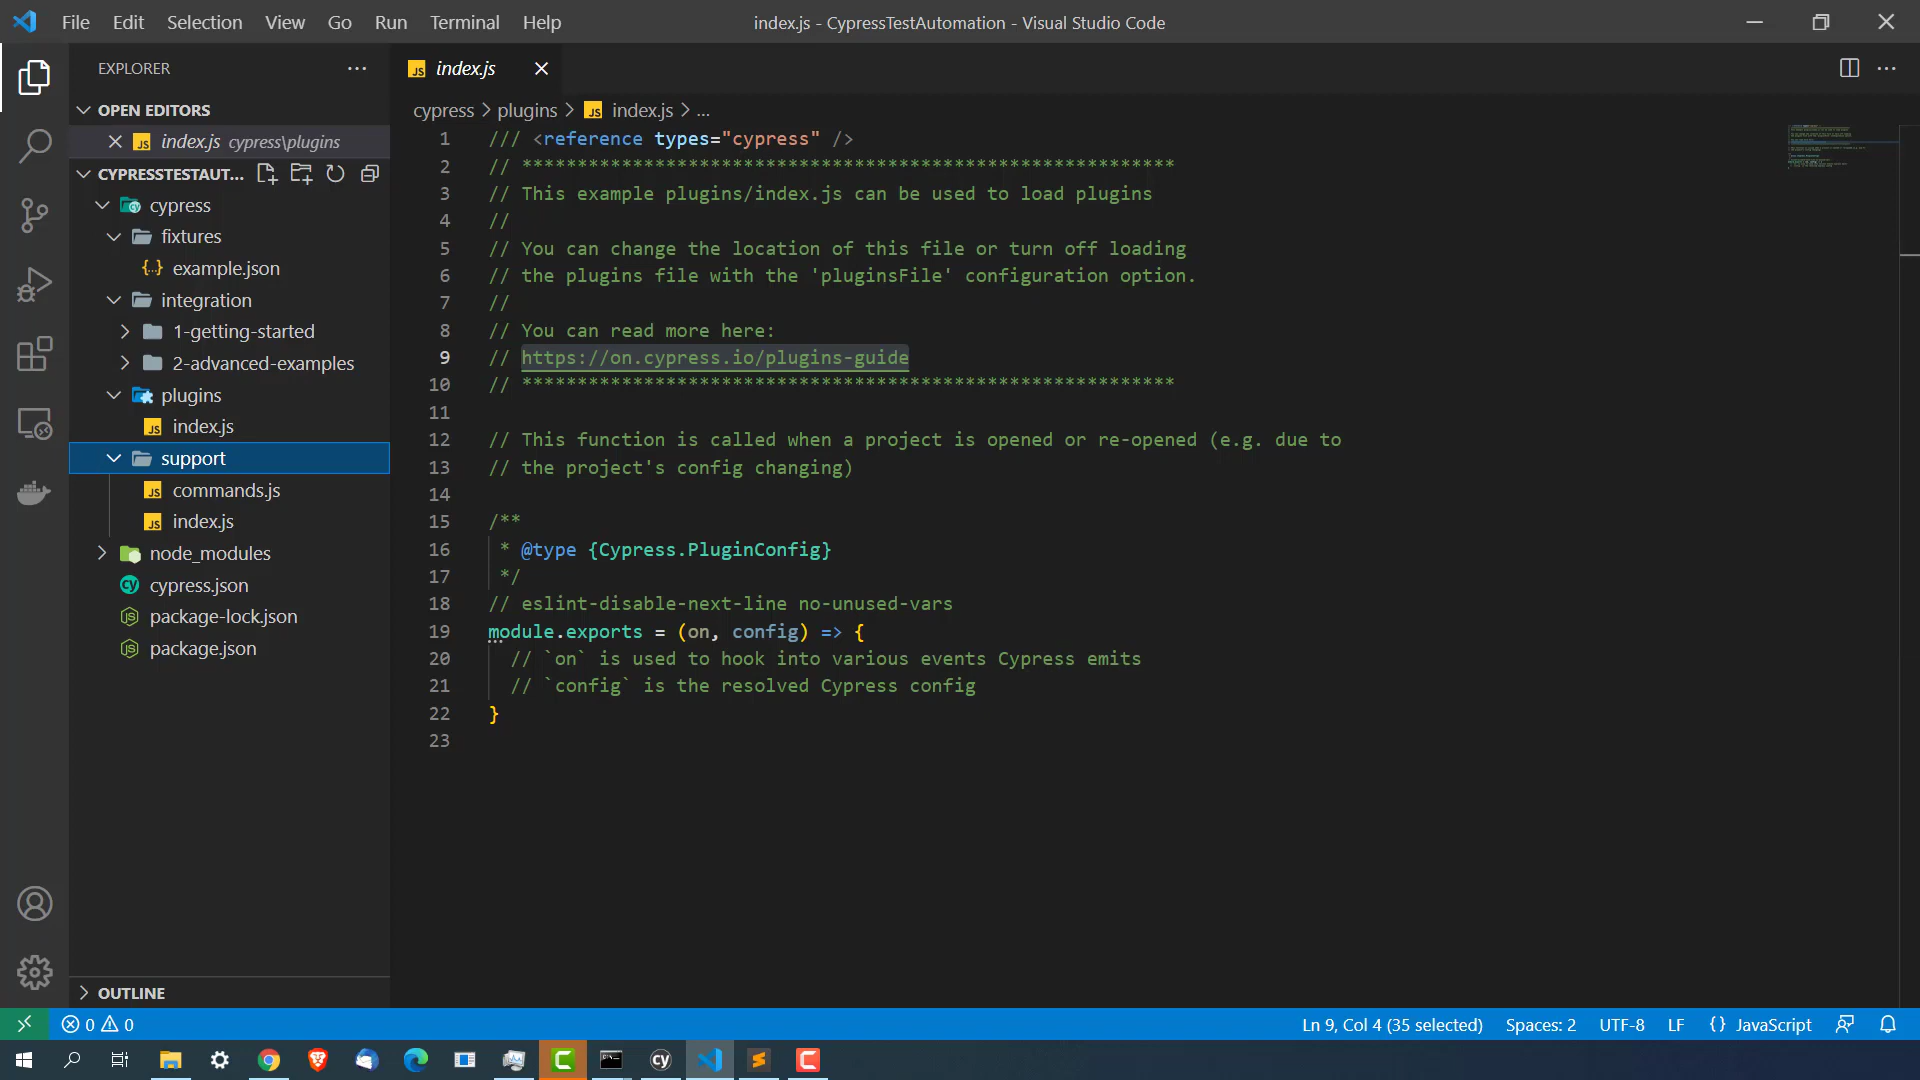 File Edit Selection View Go Run Terminal Help
index.js - CypressTestAutomation - Visual Studio Code
EXPLORER
OPEN EDITORS
index.js cypress\plugins
CYPRESSTESTAUT...
cypress
fixtures
example.json
integration
1-getting-started
2-advanced-examples
plugins
index.js
support
commands.js
index.js
node_modules
cypress.json
package-lock.json
package.json
OUTLINE
index.js
cypress > plugins > index.js > ...
1 /// <reference types="cypress" />
2 // ***********************************************************
3 // This example plugins/index.js can be used to load plugins
4 //
5 // You can change the location of this file or turn off loading
6 // the plugins file with the 'pluginsFile' configuration option.
7 //
8 // You can read more here:
9 // https://on.cypress.io/plugins-guide
10 // ***********************************************************
11
12 // This function is called when a project is opened or re-opened (e.g. due to
13 // the project's config changing)
14
15 /**
16 * @type {Cypress.PluginConfig}
17 */
18 // eslint-disable-next-line no-unused-vars
19 module.exports = (on, config) => {
20 // `on` is used to hook into various events Cypress emits
21 // `config` is the resolved Cypress config
22 }
23
0 0
Ln 9, Col 4 (35 selected) Spaces: 2 UTF-8 LF {} JavaScript